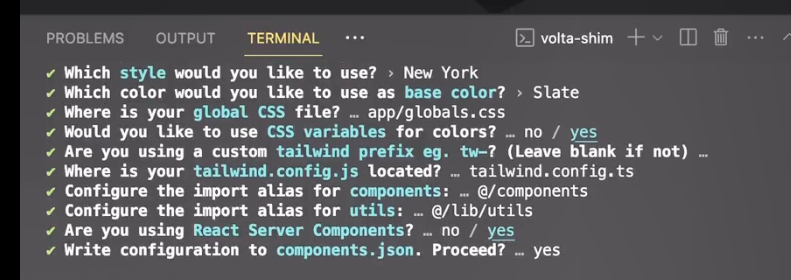 PROBLEMS OUTPUT TERMINAL ··· volta-shim ···
✔ Which style would you like to use? › New York
✔ Which color would you like to use as base color? › Slate
✔ Where is your global CSS file? … app/globals.css
✔ Would you like to use CSS variables for colors? … no / yes
✔ Are you using a custom tailwind prefix eg. tw-? (Leave blank if not) …
✔ Where is your tailwind.config.js located? … tailwind.config.ts
✔ Configure the import alias for components: … @/components
✔ Configure the import alias for utils: … @/lib/utils
✔ Are you using React Server Components? … no / yes
✔ Write configuration to components.json. Proceed? … yes